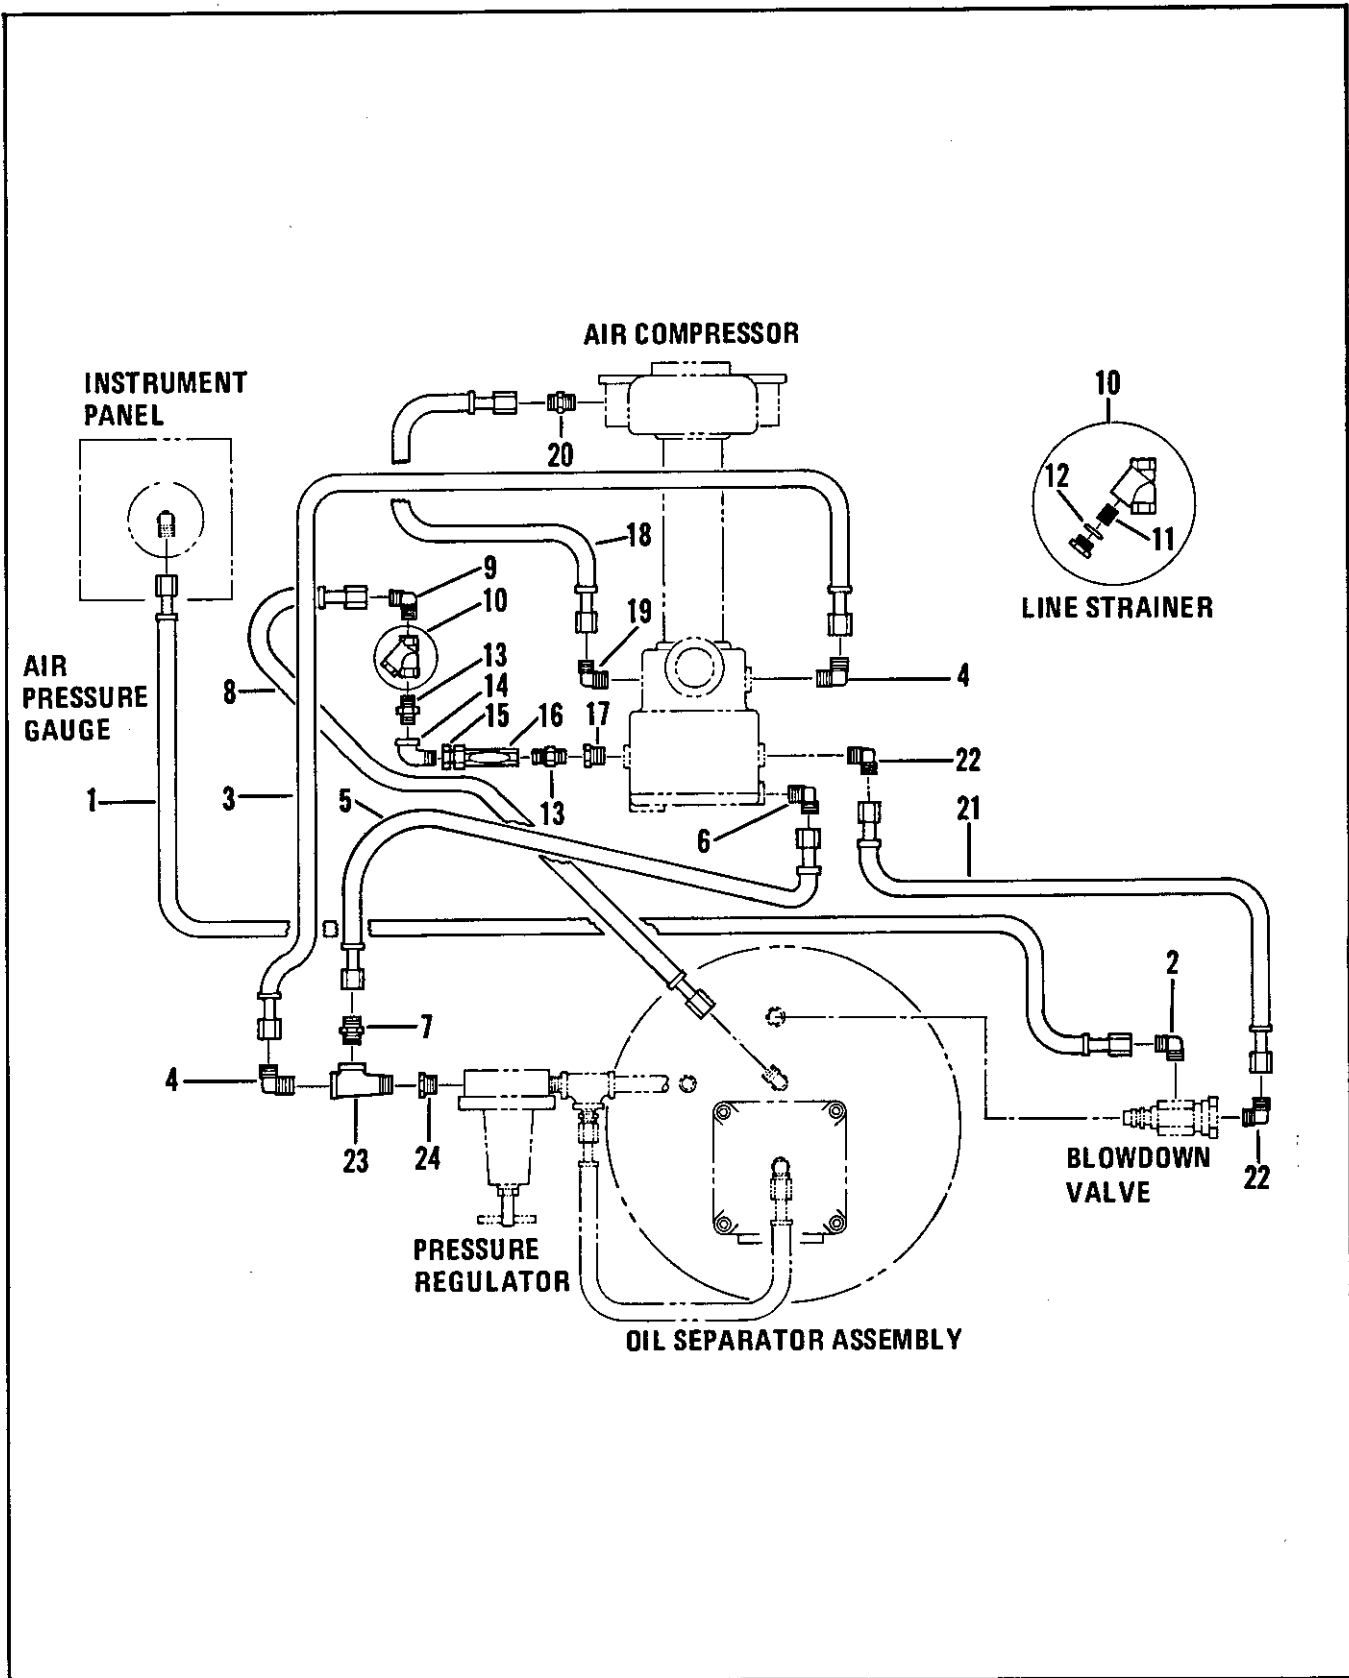 AIR COMPRESSOR
INSTRUMENT
PANEL
10
20
12
11
18
LINE STRAINER
9
10
19
AIR
PRESSURE
GAUGE
8
13
14
4
15
16
17
22
1
3
5
13
6
21
2
7
4
23
24
BLOWDOWN
VALVE
22
PRESSURE
REGULATOR
OIL SEPARATOR ASSEMBLY